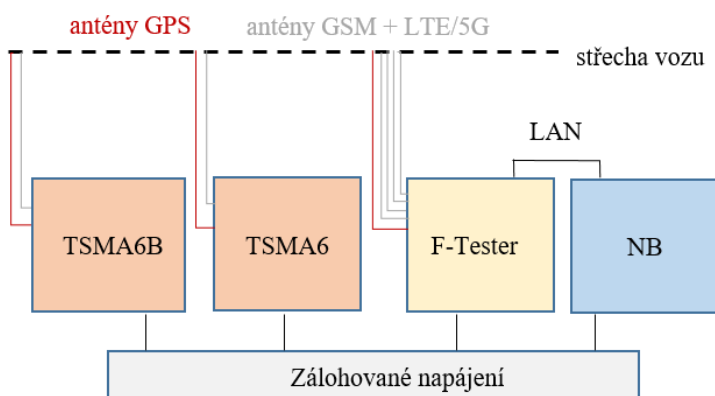 antény GPS
antény GSM + LTE/5G
střecha vozu
LAN
TSMA6B
TSMA6
F-Tester
NB
Zálohované napájení